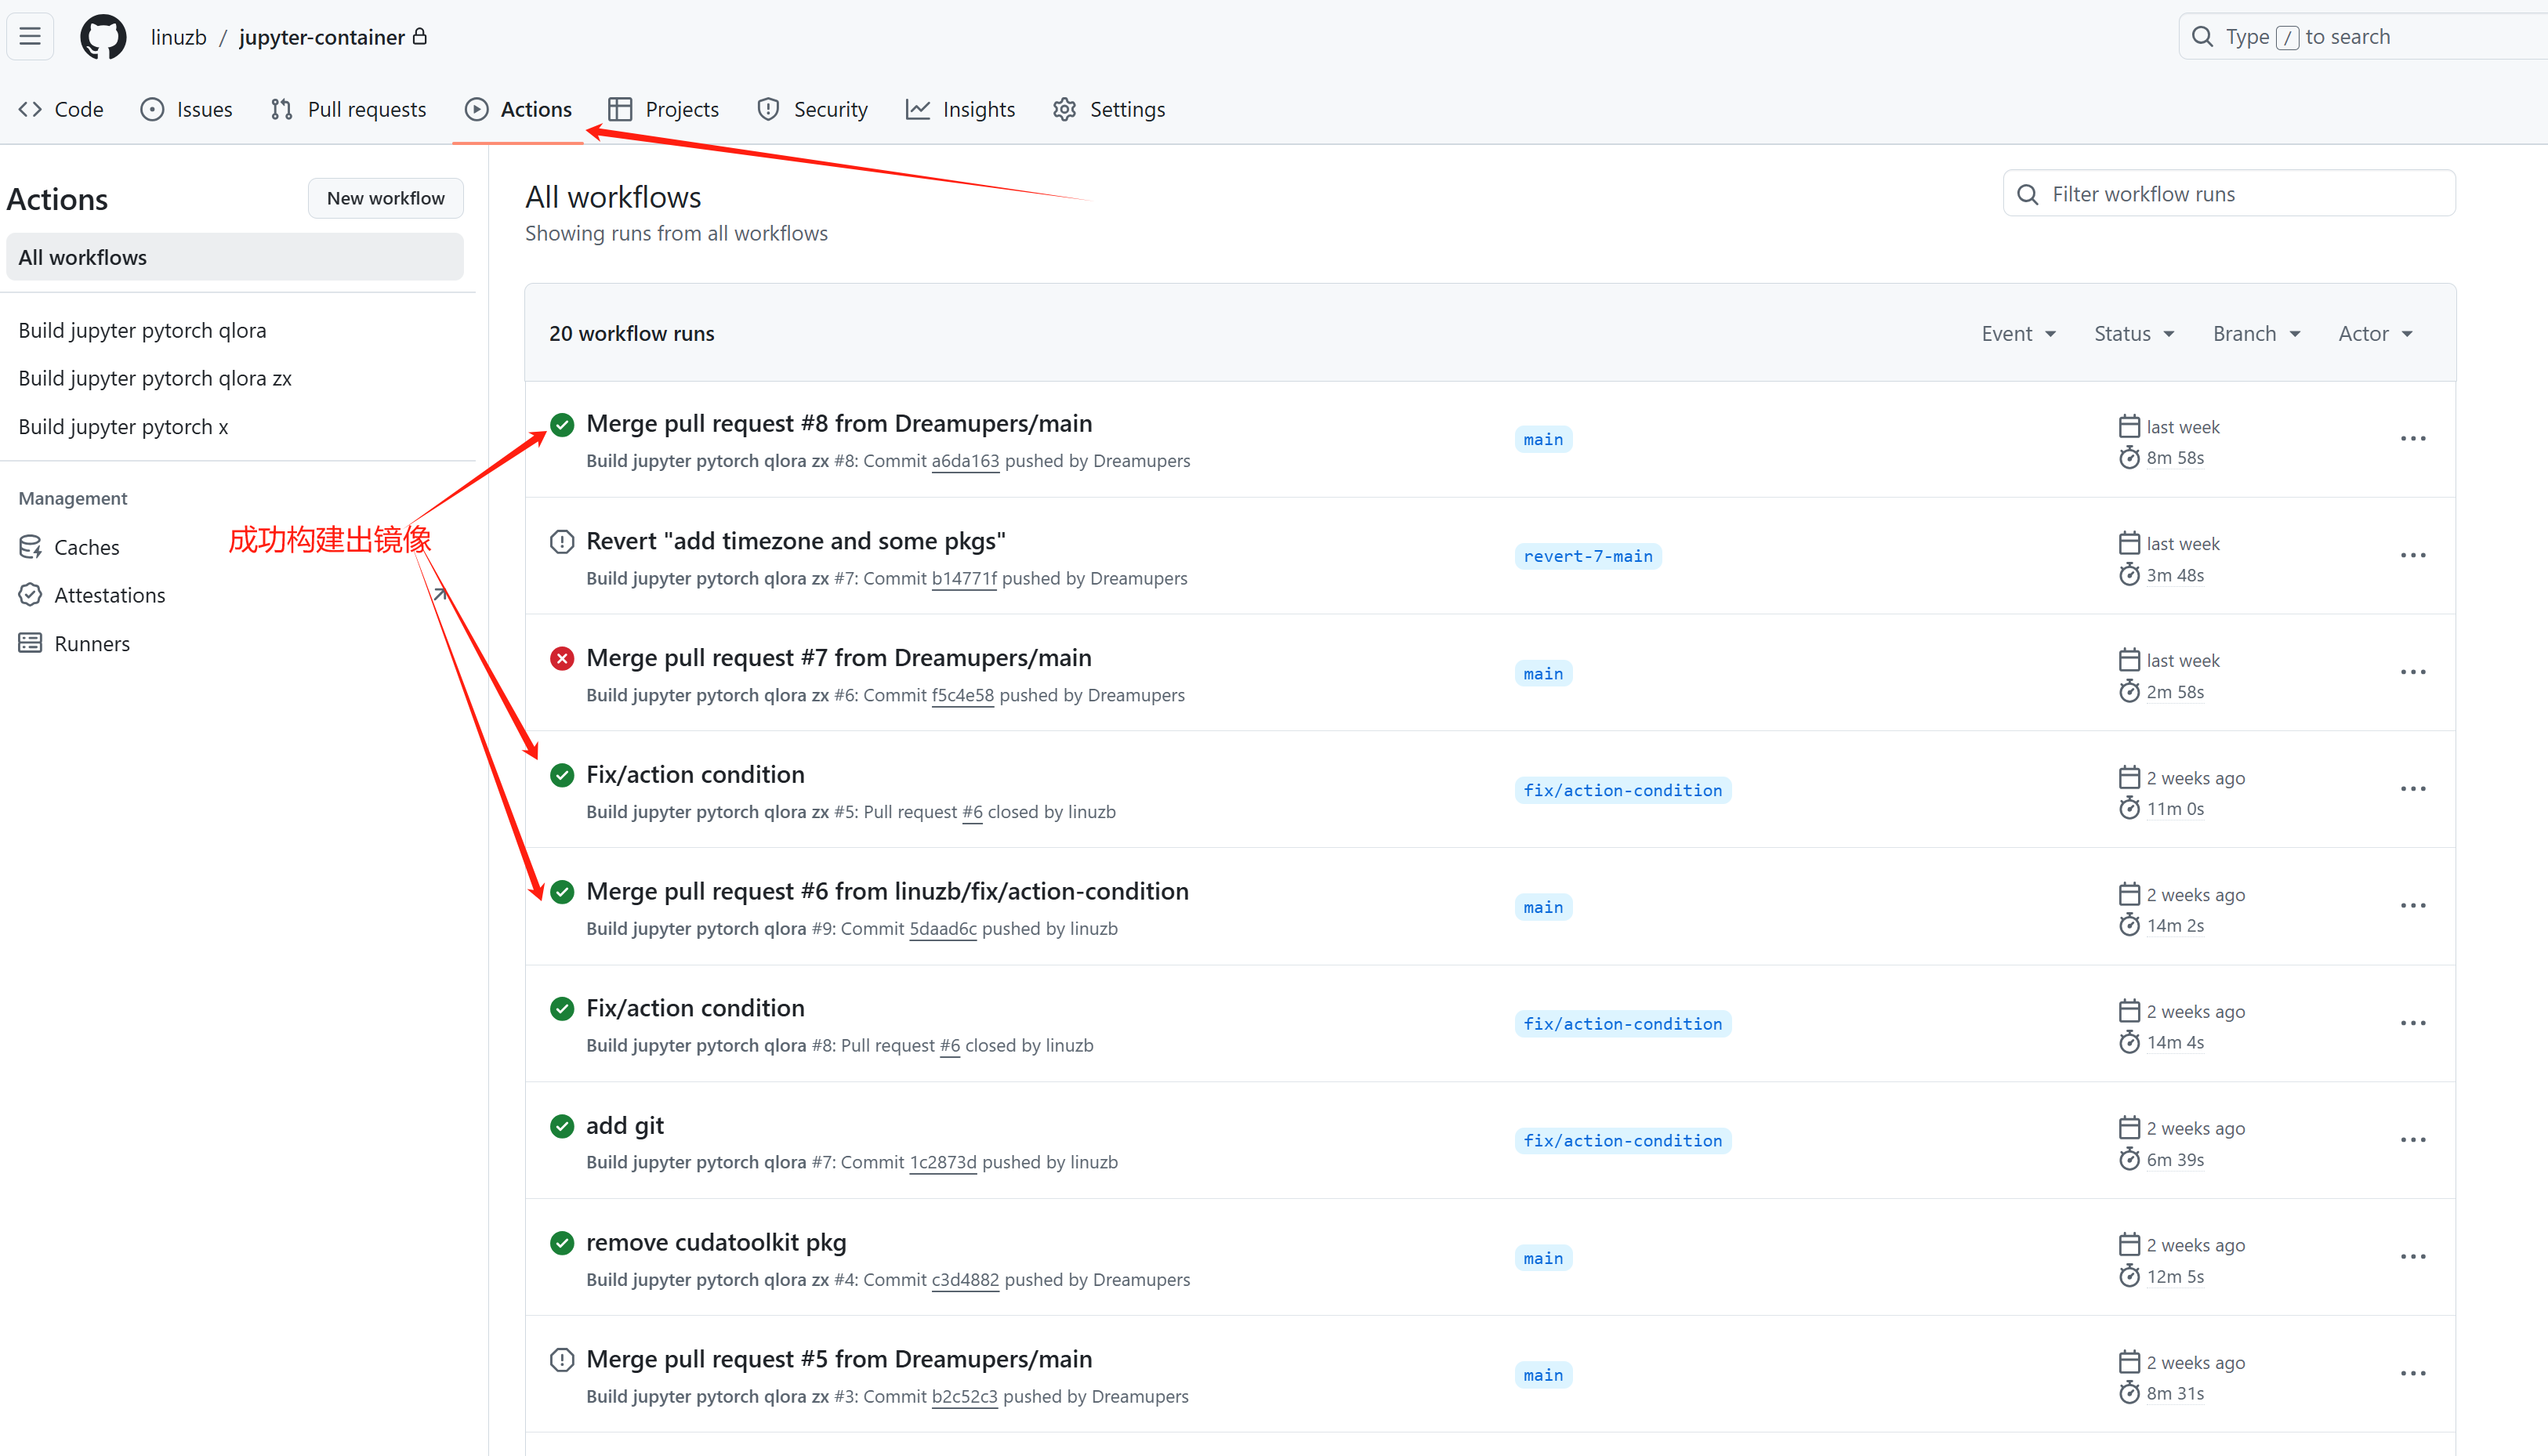 linuzb / jupyter-container
Type / to search
Code Issues Pull requests Actions Projects Security Insights Settings
Actions
New workflow
All workflows
Build jupyter pytorch qlora
Build jupyter pytorch qlora zx
Build jupyter pytorch x
Management
Caches
Attestations
Runners
成功构建出镜像
All workflows
Showing runs from all workflows
Filter workflow runs
20 workflow runs
Event Status Branch Actor
Merge pull request #8 from Dreamupers/main
Build jupyter pytorch qlora zx #8: Commit a6da163 pushed by Dreamupers
main
last week
8m 58s
Revert "add timezone and some pkgs"
Build jupyter pytorch qlora zx #7: Commit b14771f pushed by Dreamupers
revert-7-main
last week
3m 48s
Merge pull request #7 from Dreamupers/main
Build jupyter pytorch qlora zx #6: Commit f5c4e58 pushed by Dreamupers
main
last week
2m 58s
Fix/action condition
Build jupyter pytorch qlora zx #5: Pull request #6 closed by linuzb
fix/action-condition
2 weeks ago
11m 0s
Merge pull request #6 from linuzb/fix/action-condition
Build jupyter pytorch qlora #9: Commit 5daad6c pushed by linuzb
main
2 weeks ago
14m 2s
Fix/action condition
Build jupyter pytorch qlora #8: Pull request #6 closed by linuzb
fix/action-condition
2 weeks ago
14m 4s
add git
Build jupyter pytorch qlora #7: Commit 1c2873d pushed by linuzb
fix/action-condition
2 weeks ago
6m 39s
remove cudatoolkit pkg
Build jupyter pytorch qlora zx #4: Commit c3d4882 pushed by Dreamupers
main
2 weeks ago
12m 5s
Merge pull request #5 from Dreamupers/main
Build jupyter pytorch qlora zx #3: Commit b2c52c3 pushed by Dreamupers
main
2 weeks ago
8m 31s